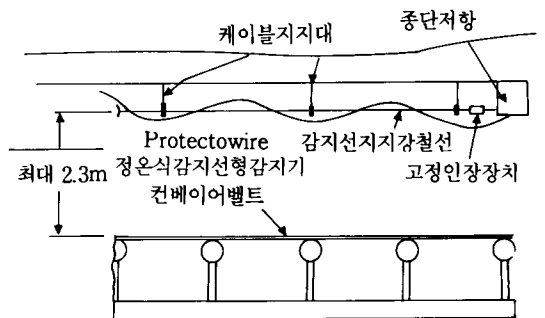 케이블지지대
종단저항
Protectowire
정온식감지선형감지기
컨베이어벨트
감지선지지강철선
고정인장장치
최대 2.3m